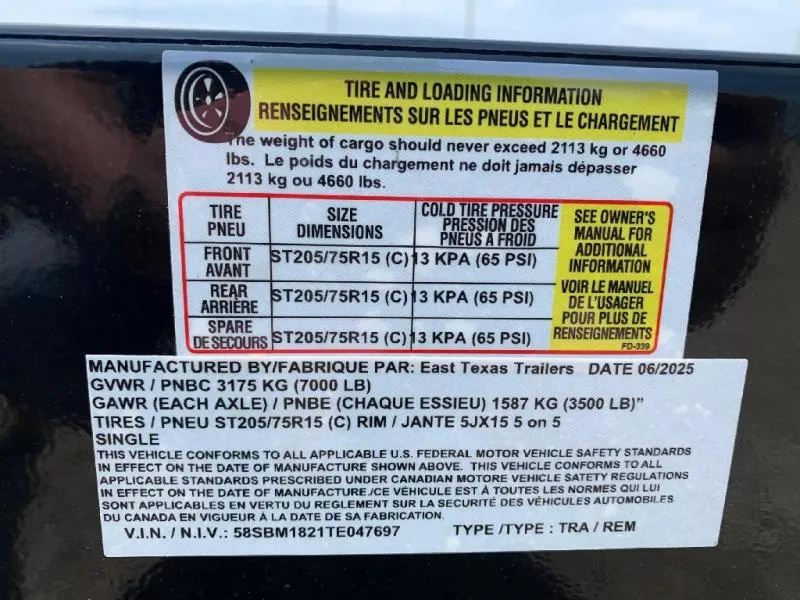 TIRE AND LOADING INFORMATION
RENSEIGNEMENTS SUR LES PNEUS ET LE CHARGEMENT
The weight of cargo should never exceed 2113 kg or 4660
lbs. Le poids du chargement ne doit jamais dépasser
2113 kg ou 4660 lbs.
TIRE PNEU SIZE DIMENSIONS COLD TIRE PRESSURE PRESSION DES PNEUS A FROID
FRONT AVANT ST205/75R15 (C) 13 KPA (65 PSI)
REAR ARRIÈRE ST205/75R15 (C) 13 KPA (65 PSI)
SPARE DE SECOURS ST205/75R15 (C) 13 KPA (65 PSI)
SEE OWNER'S
MANUAL FOR
ADDITIONAL
INFORMATION
VOIR LE MANUEL
DE L'USAGER
POUR PLUS DE
RENSEIGNEMENTS
FD-339
MANUFACTURED BY/FABRIQUE PAR: East Texas Trailers DATE 06/2025
GVWR / PNBC 3175 KG (7000 LB)
GAWR (EACH AXLE) / PNBE (CHAQUE ESSIEU) 1587 KG (3500 LB)"
TIRES / PNEU ST205/75R15 (C) RIM / JANTE 5JX15 5 on 5
SINGLE
THIS VEHICLE CONFORMS TO ALL APPLICABLE U.S. FEDERAL MOTOR VEHICLE SAFETY STANDARDS
IN EFFECT ON THE DATE OF MANUFACTURE SHOWN ABOVE. THIS VEHICLE CONFORMS TO ALL
APPLICABLE STANDARDS PRESCRIBED UNDER CANADIAN MOTORE VEHICLE SATETY REGULATIONS
IN EFFECT ON THE DATE OF MANUFACTURE./CE VÉHICULE EST À TOUTES LES NORMES QUI LUI
SONT APPLICABLES EN VERTU DU REGLEMENT SUR LA SECURITÉ DES VÉHICULES AUTOMOBILES
DU CANADA EN VIGUEUR À LA DATE DE SA FABRICATION.
V.I.N. / N.I.V.: 58SBM1821TE047697 TYPE /TYPE : TRA / REM